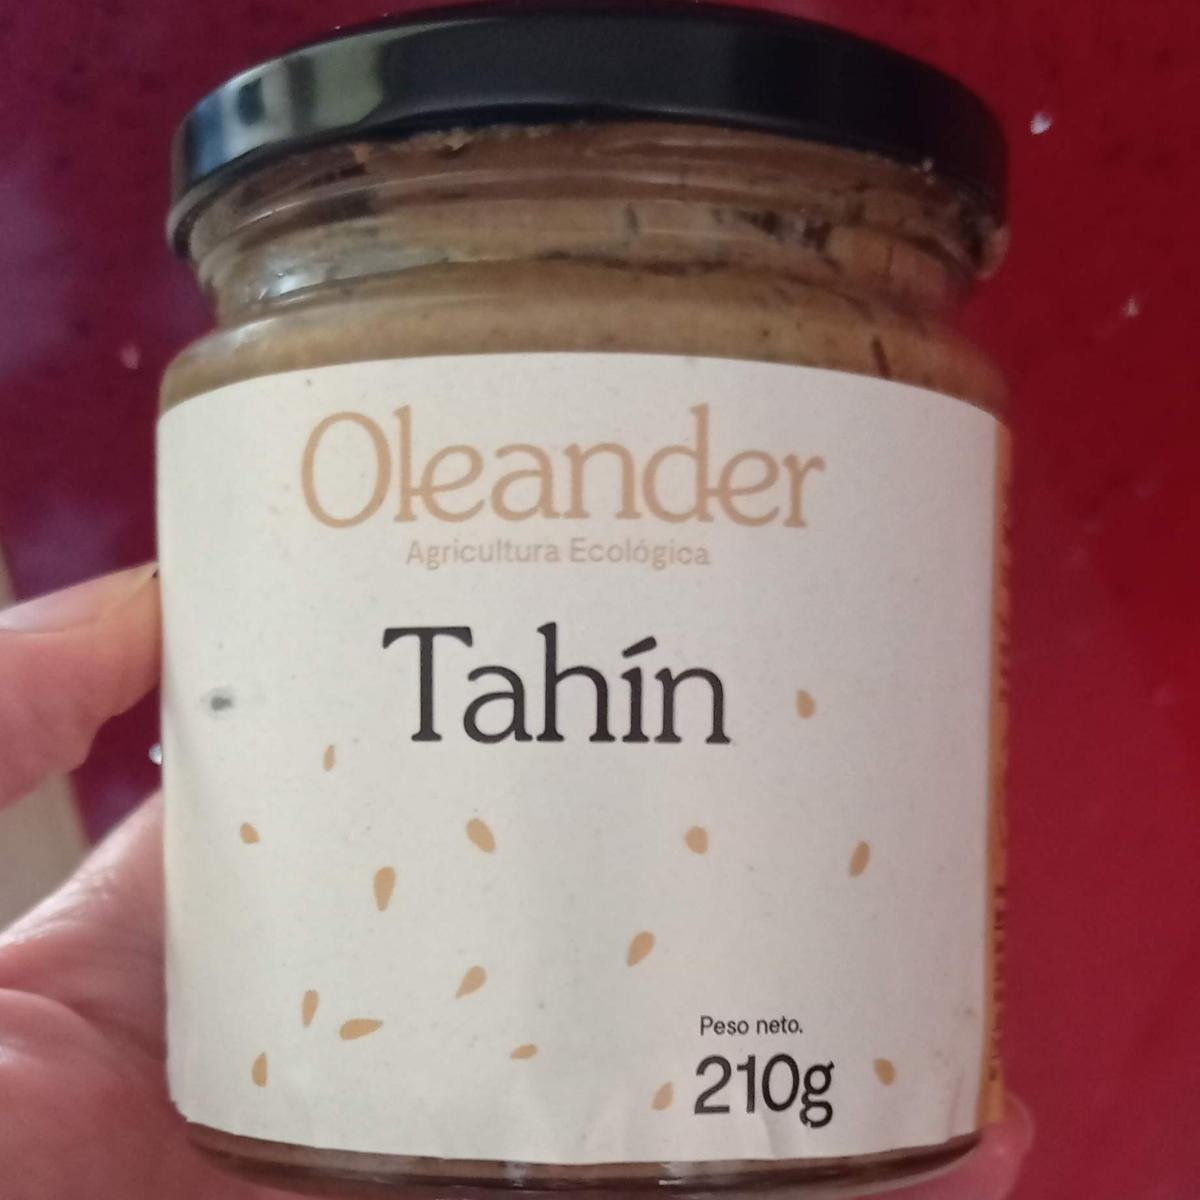 Oleander
Agricultura Ecológica
Tahín
Peso neto.
210g